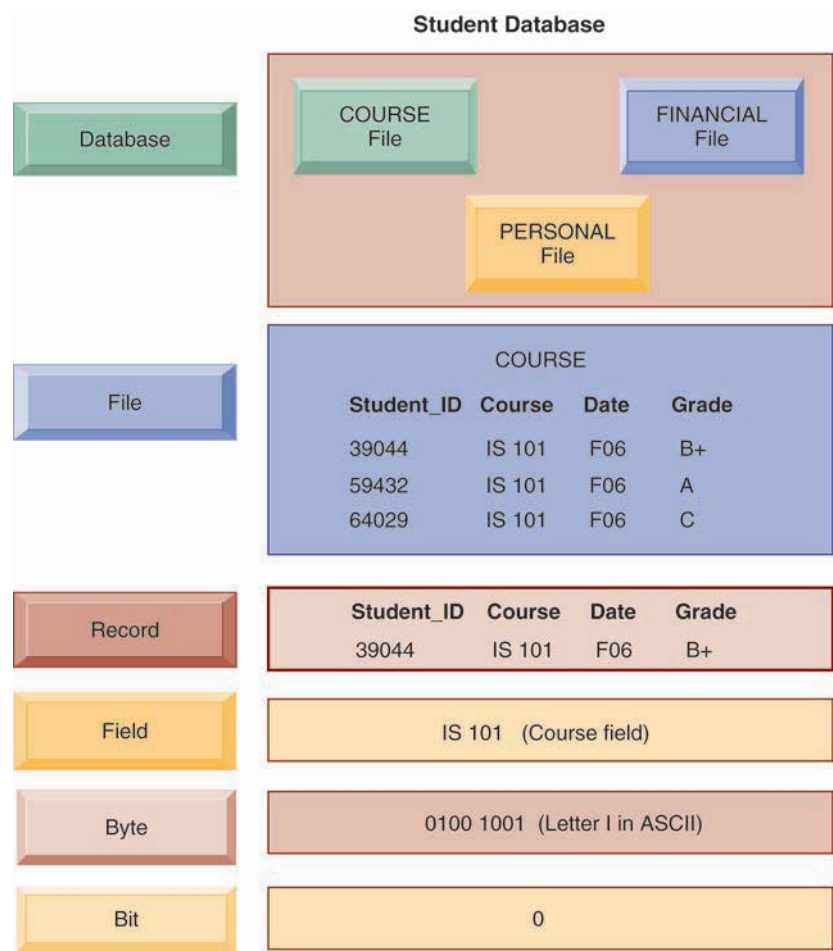 Student Database
Database
COURSE
File
FINANCIAL
File
PERSONAL
File
File
COURSE
Student_ID Course Date Grade
39044 IS 101 F06 B+
59432 IS 101 F06 A
64029 IS 101 F06 C
Record
Student_ID Course Date Grade
39044 IS 101 F06 B+
Field
IS 101 (Course field)
Byte
0100 1001 (Letter I in ASCII)
Bit
0